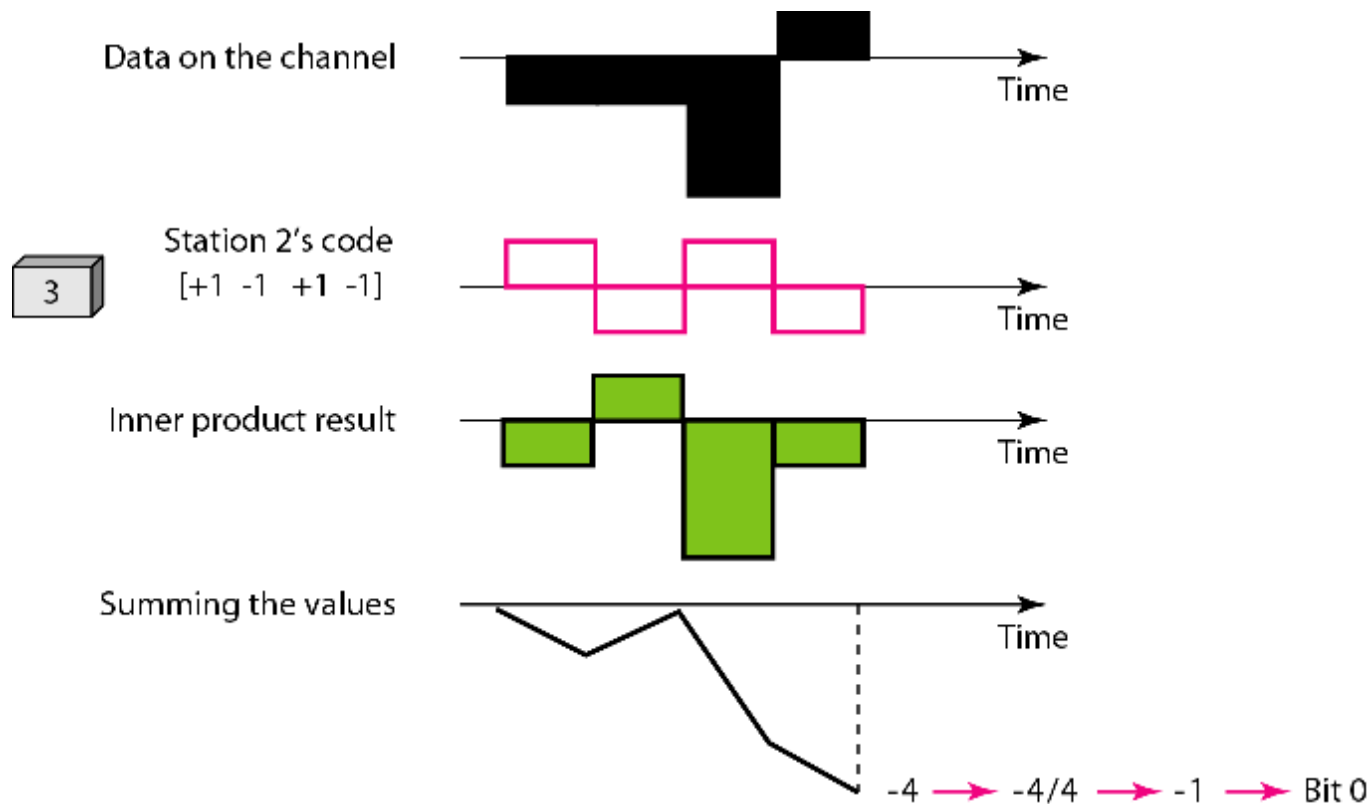 Data on the channel
Time
Station 2's code
[+1 -1 +1 -1]
3
Time
Inner product result
Time
Summing the values
Time
-4 → -4/4 → -1 → Bit 0